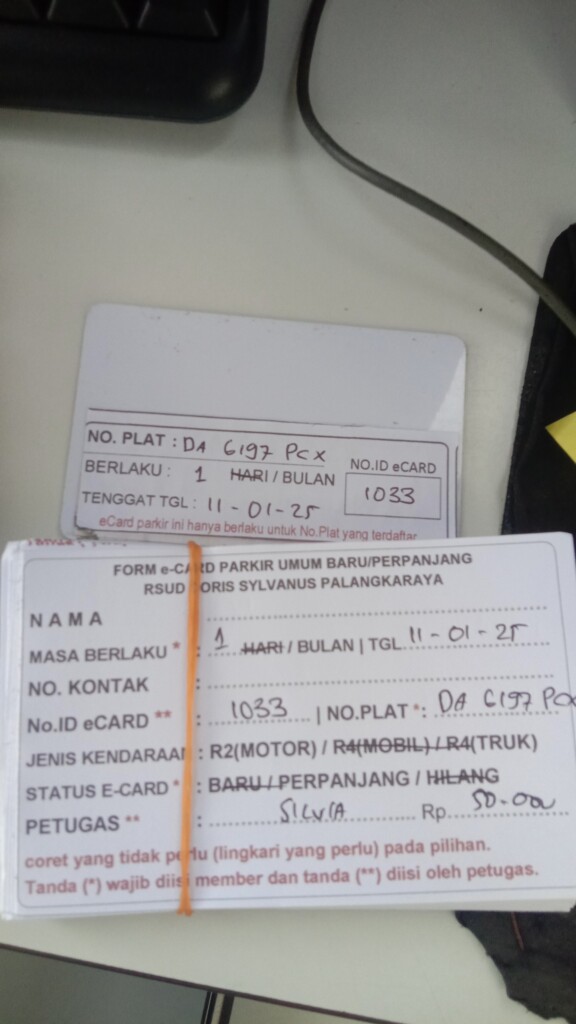 NO. PLAT : DA 6197 PCX
BERLAKU : 1 HARI / BULAN
NO.ID eCARD
1033
TENGGAT TGL : 11 - 01 - 25
eCard parkir ini hanya berlaku untuk No.Plat yang terdaftar
FORM e-CARD PARKIR UMUM BARU/PERPANJANG
RSUD DORIS SYLVANUS PALANGKARAYA
NAMA :
MASA BERLAKU * : 1 HARI / BULAN | TGL 11 - 01 - 25
NO. KONTAK :
No.ID eCARD ** : 1033 | NO.PLAT *: DA 6197 PCX
JENIS KENDARAAN : R2(MOTOR) / R4(MOBIL) / R4(TRUK)
STATUS E-CARD * : BARU / PERPANJANG / HILANG
PETUGAS ** : SILVIA Rp. 50.000
coret yang tidak perlu (lingkari yang perlu) pada pilihan.
Tanda (*) wajib diisi member dan tanda (**) diisi oleh petugas.